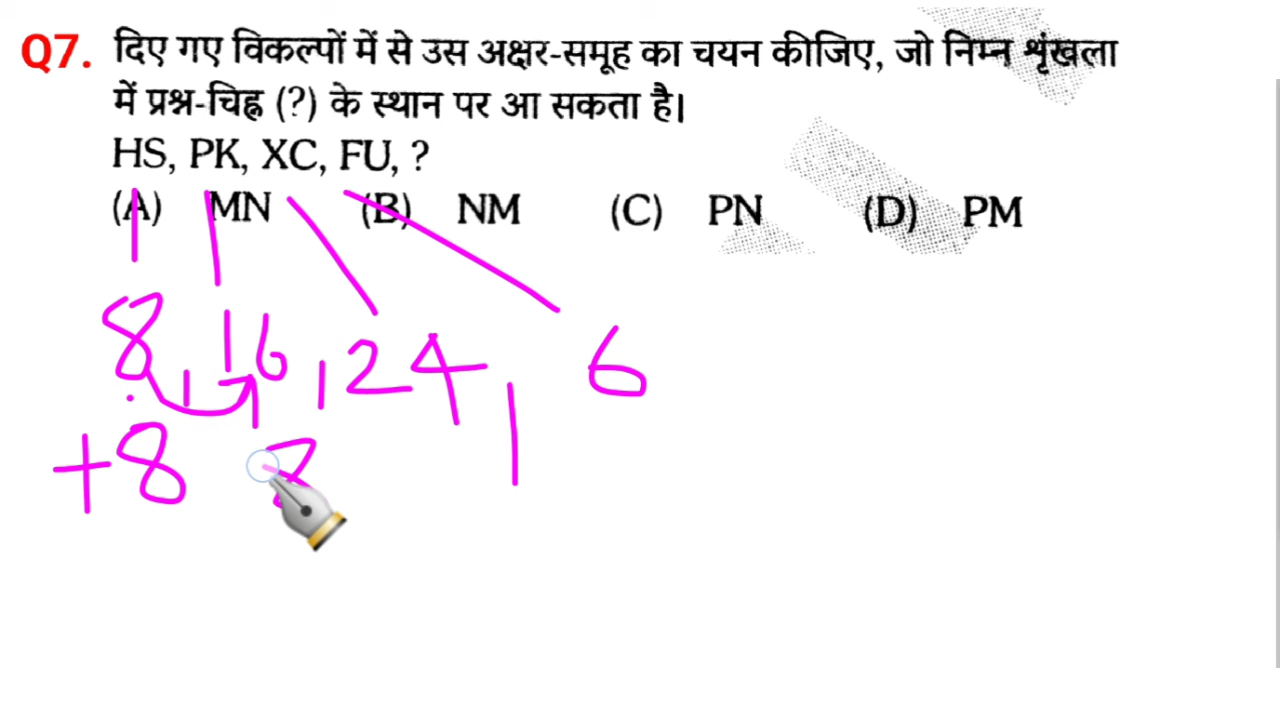 Q7. दिए गए विकल्पों में से उस अक्षर-समूह का चयन कीजिए, जो निम्न शृंखला
में प्रश्न-चिह्न (?) के स्थान पर आ सकता है।
HS, PK, XC, FU, ?
(A) MN (B) NM (C) PN (D) PM
8, 16, 24, 6
+8 8